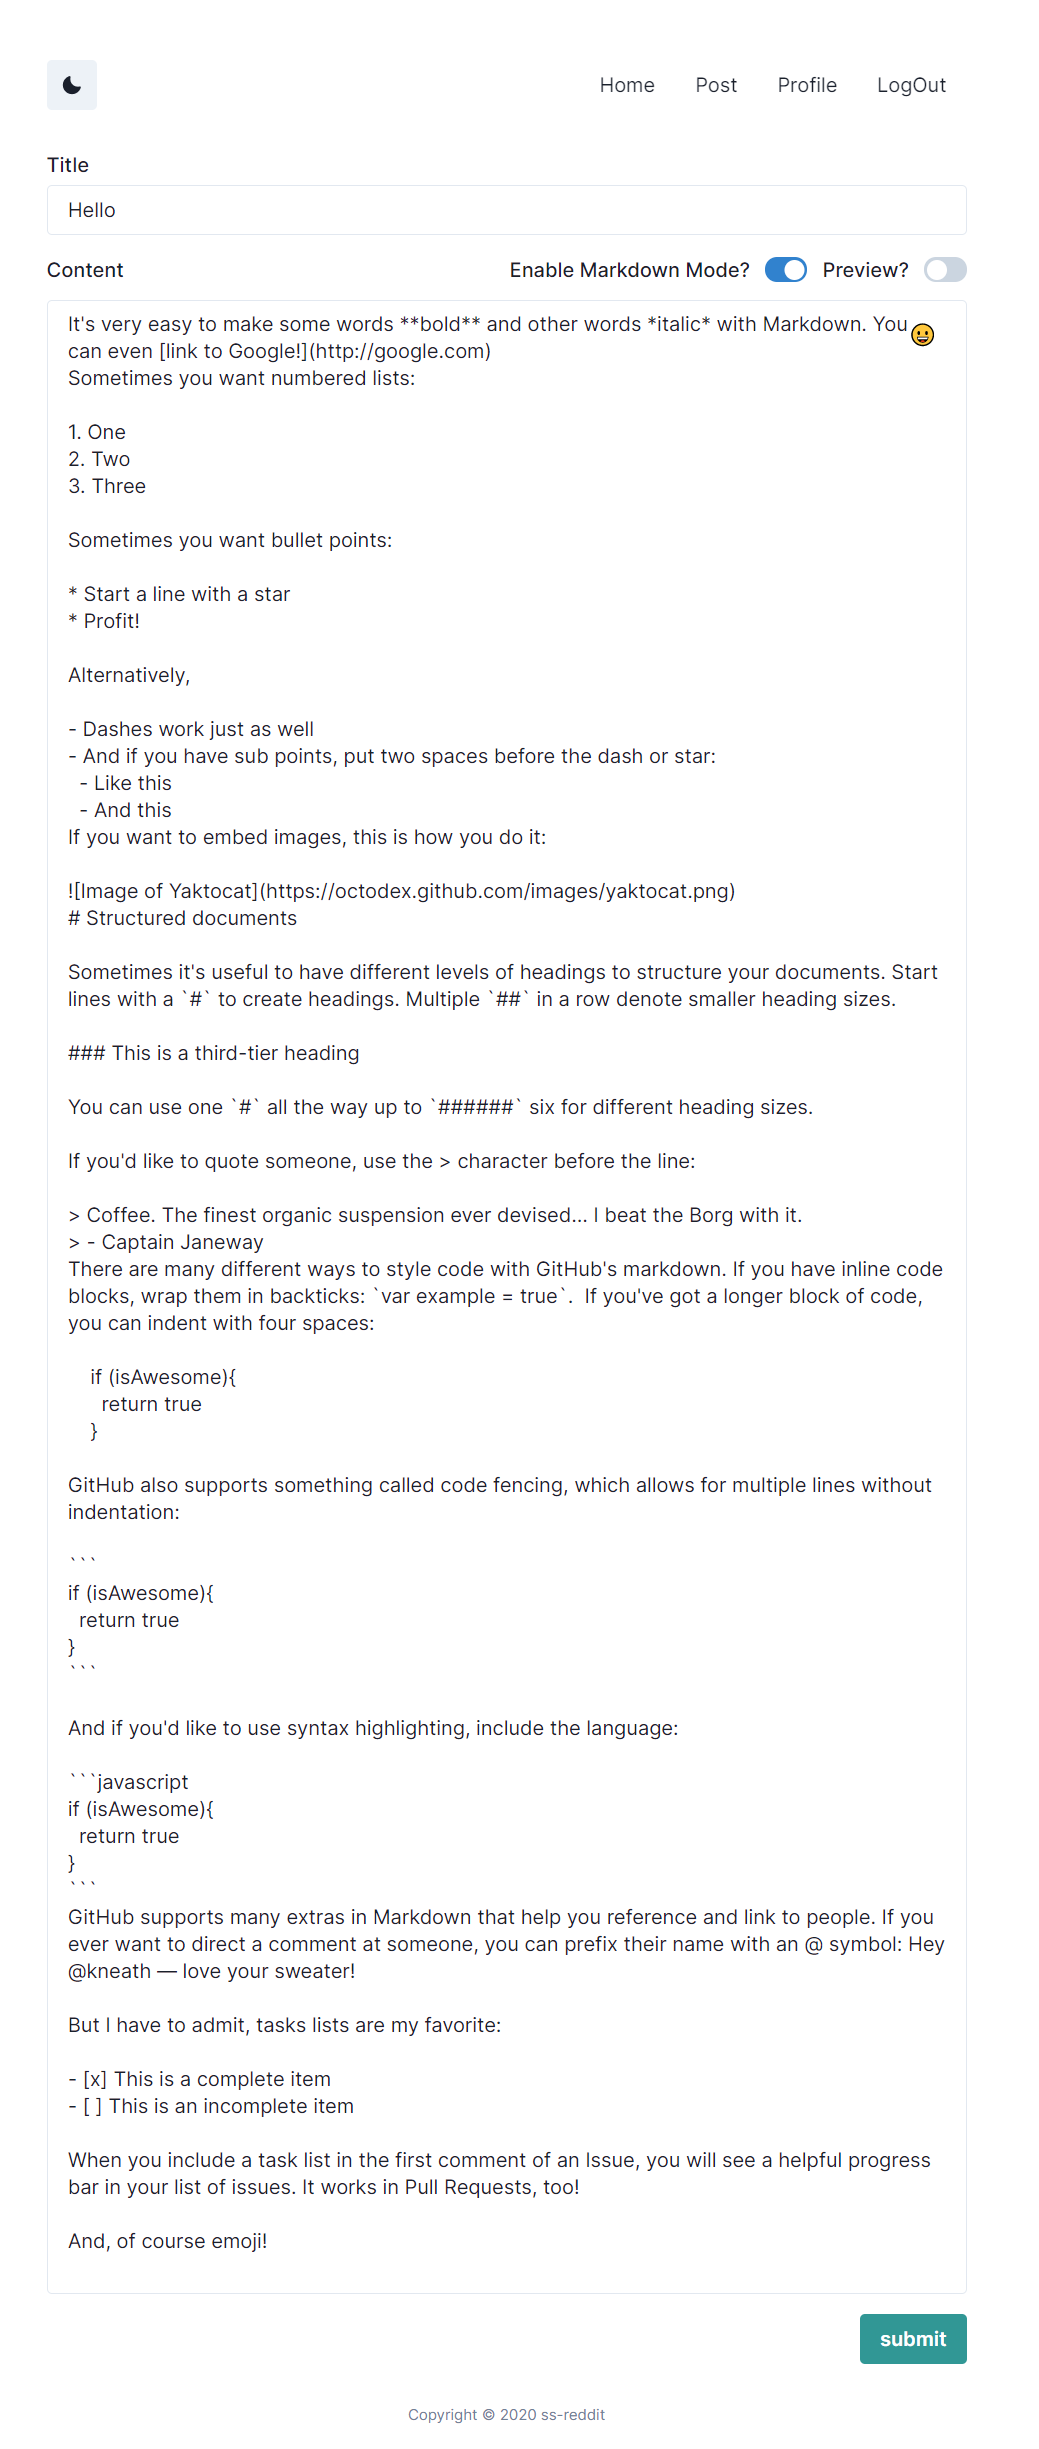 Home Post Profile LogOut
Title
Hello
Content Enable Markdown Mode? Preview?
It's very easy to make some words **bold** and other words *italic* with Markdown. You 😀
can even [link to Google!](http://google.com)
Sometimes you want numbered lists:

1. One
2. Two
3. Three

Sometimes you want bullet points:

* Start a line with a star
* Profit!

Alternatively,

- Dashes work just as well
- And if you have sub points, put two spaces before the dash or star:
  - Like this
  - And this
If you want to embed images, this is how you do it:

![Image of Yaktocat](https://octodex.github.com/images/yaktocat.png)
# Structured documents

Sometimes it's useful to have different levels of headings to structure your documents. Start
lines with a `#` to create headings. Multiple `##` in a row denote smaller heading sizes.

### This is a third-tier heading

You can use one `#` all the way up to `######` six for different heading sizes.

If you'd like to quote someone, use the > character before the line:

> Coffee. The finest organic suspension ever devised... I beat the Borg with it.
> - Captain Janeway
There are many different ways to style code with GitHub's markdown. If you have inline code
blocks, wrap them in backticks: `var example = true`.  If you've got a longer block of code,
you can indent with four spaces:

    if (isAwesome){
      return true
    }

GitHub also supports something called code fencing, which allows for multiple lines without
indentation:

```
if (isAwesome){
  return true
}
```

And if you'd like to use syntax highlighting, include the language:

```javascript
if (isAwesome){
  return true
}
```
GitHub supports many extras in Markdown that help you reference and link to people. If you
ever want to direct a comment at someone, you can prefix their name with an @ symbol: Hey
@kneath — love your sweater!

But I have to admit, tasks lists are my favorite:

- [x] This is a complete item
- [ ] This is an incomplete item

When you include a task list in the first comment of an Issue, you will see a helpful progress
bar in your list of issues. It works in Pull Requests, too!

And, of course emoji!
submit
Copyright © 2020 ss-reddit